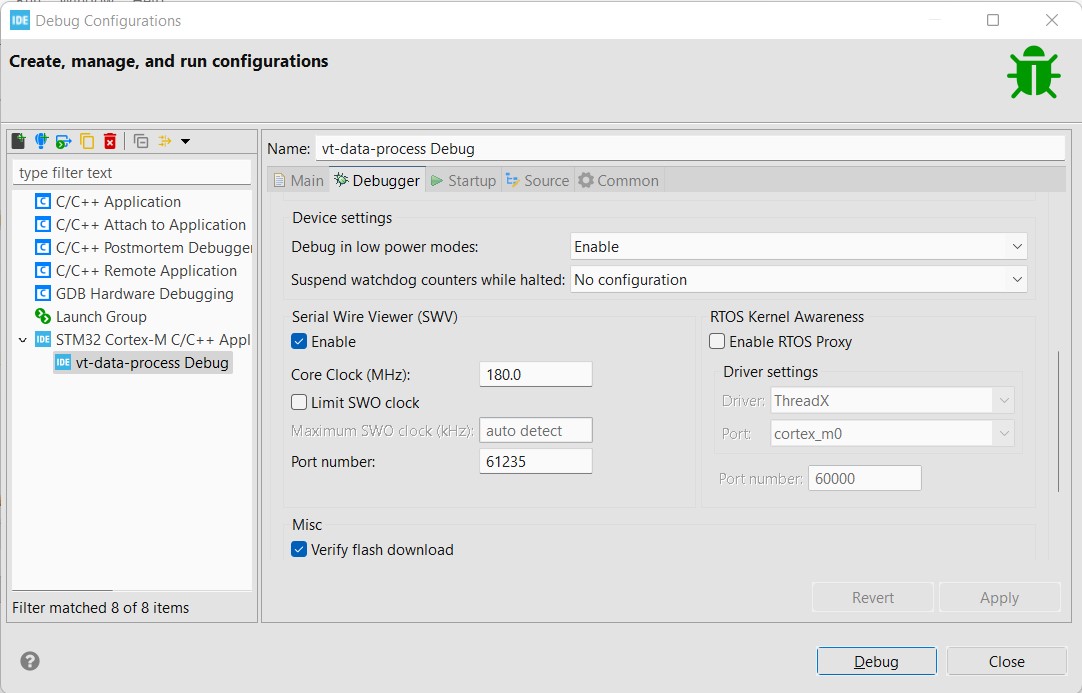 IDE Debug Configurations
Create, manage, and run configurations
type filter text
C/C++ Application
C/C++ Attach to Application
C/C++ Postmortem Debugger
C/C++ Remote Application
GDB Hardware Debugging
Launch Group
IDE STM32 Cortex-M C/C++ Appl
IDE vt-data-process Debug
Filter matched 8 of 8 items
Name: vt-data-process Debug
Main Debugger Startup Source Common
Device settings
Debug in low power modes: Enable
Suspend watchdog counters while halted: No configuration
Serial Wire Viewer (SWV)
Enable
Core Clock (MHz): 180.0
Limit SWO clock
Maximum SWO clock (kHz): auto detect
Port number: 61235
RTOS Kernel Awareness
Enable RTOS Proxy
Driver settings
Driver: ThreadX
Port: cortex_m0
Port number: 60000
Misc
Verify flash download
Revert Apply
Debug Close